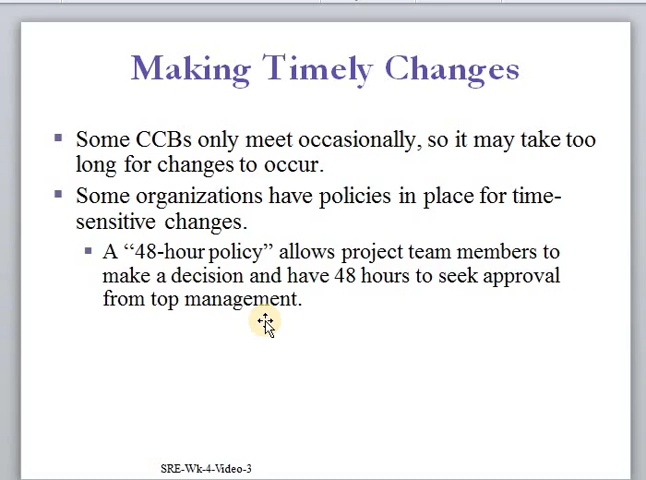 Making Timely Changes
Some CCBs only meet occasionally, so it may take too
long for changes to occur.
Some organizations have policies in place for time-
sensitive changes.
A “48-hour policy” allows project team members to
make a decision and have 48 hours to seek approval
from top management.
SRE-Wk-4-Video-3